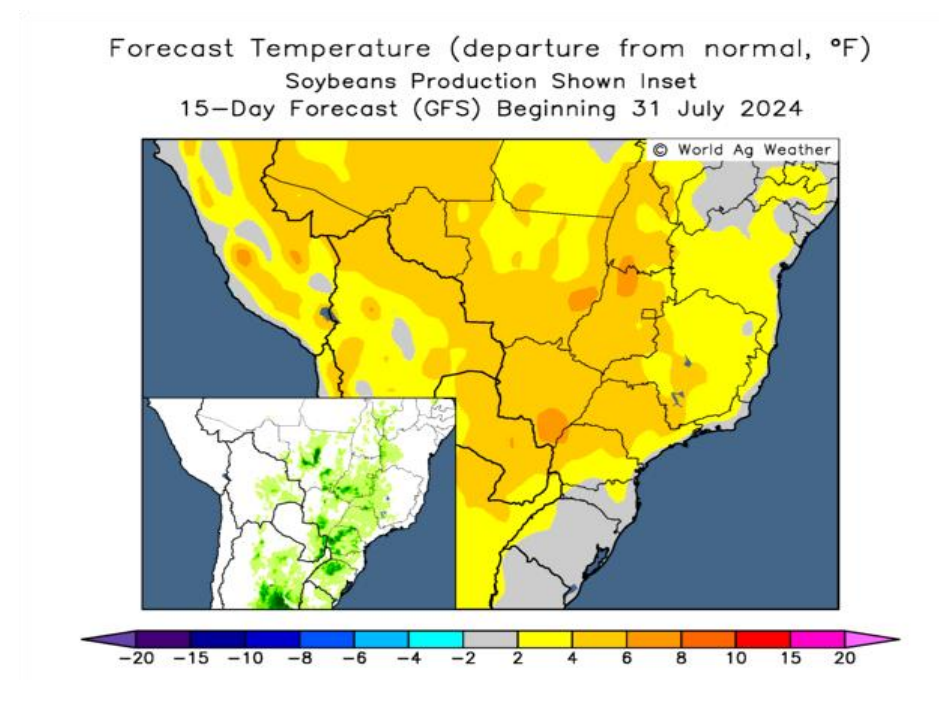 Forecast Temperature (departure from normal, °F)
Soybeans Production Shown Inset
15-Day Forecast (GFS) Beginning 31 July 2024
© World Ag Weather
-20 -15 -10 -8 -6 -4 -2 2 4 6 8 10 15 20